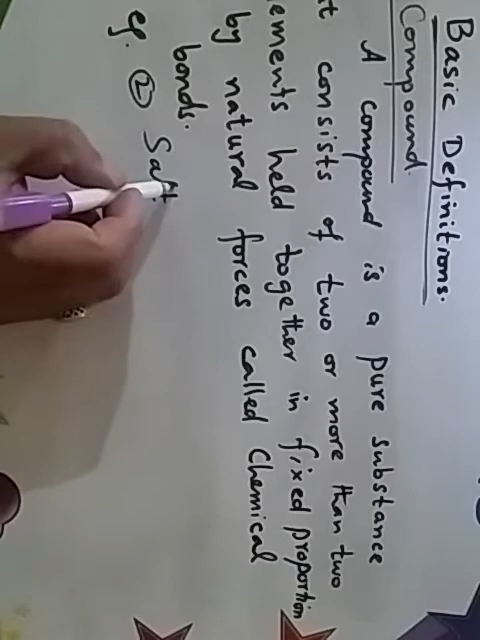 Basic Definitions.
Compound.
A compound is a pure substance
t consists of two or more than two
ements held together in fixed proportion
by natural forces called Chemical
bonds.
eg. ② Salt